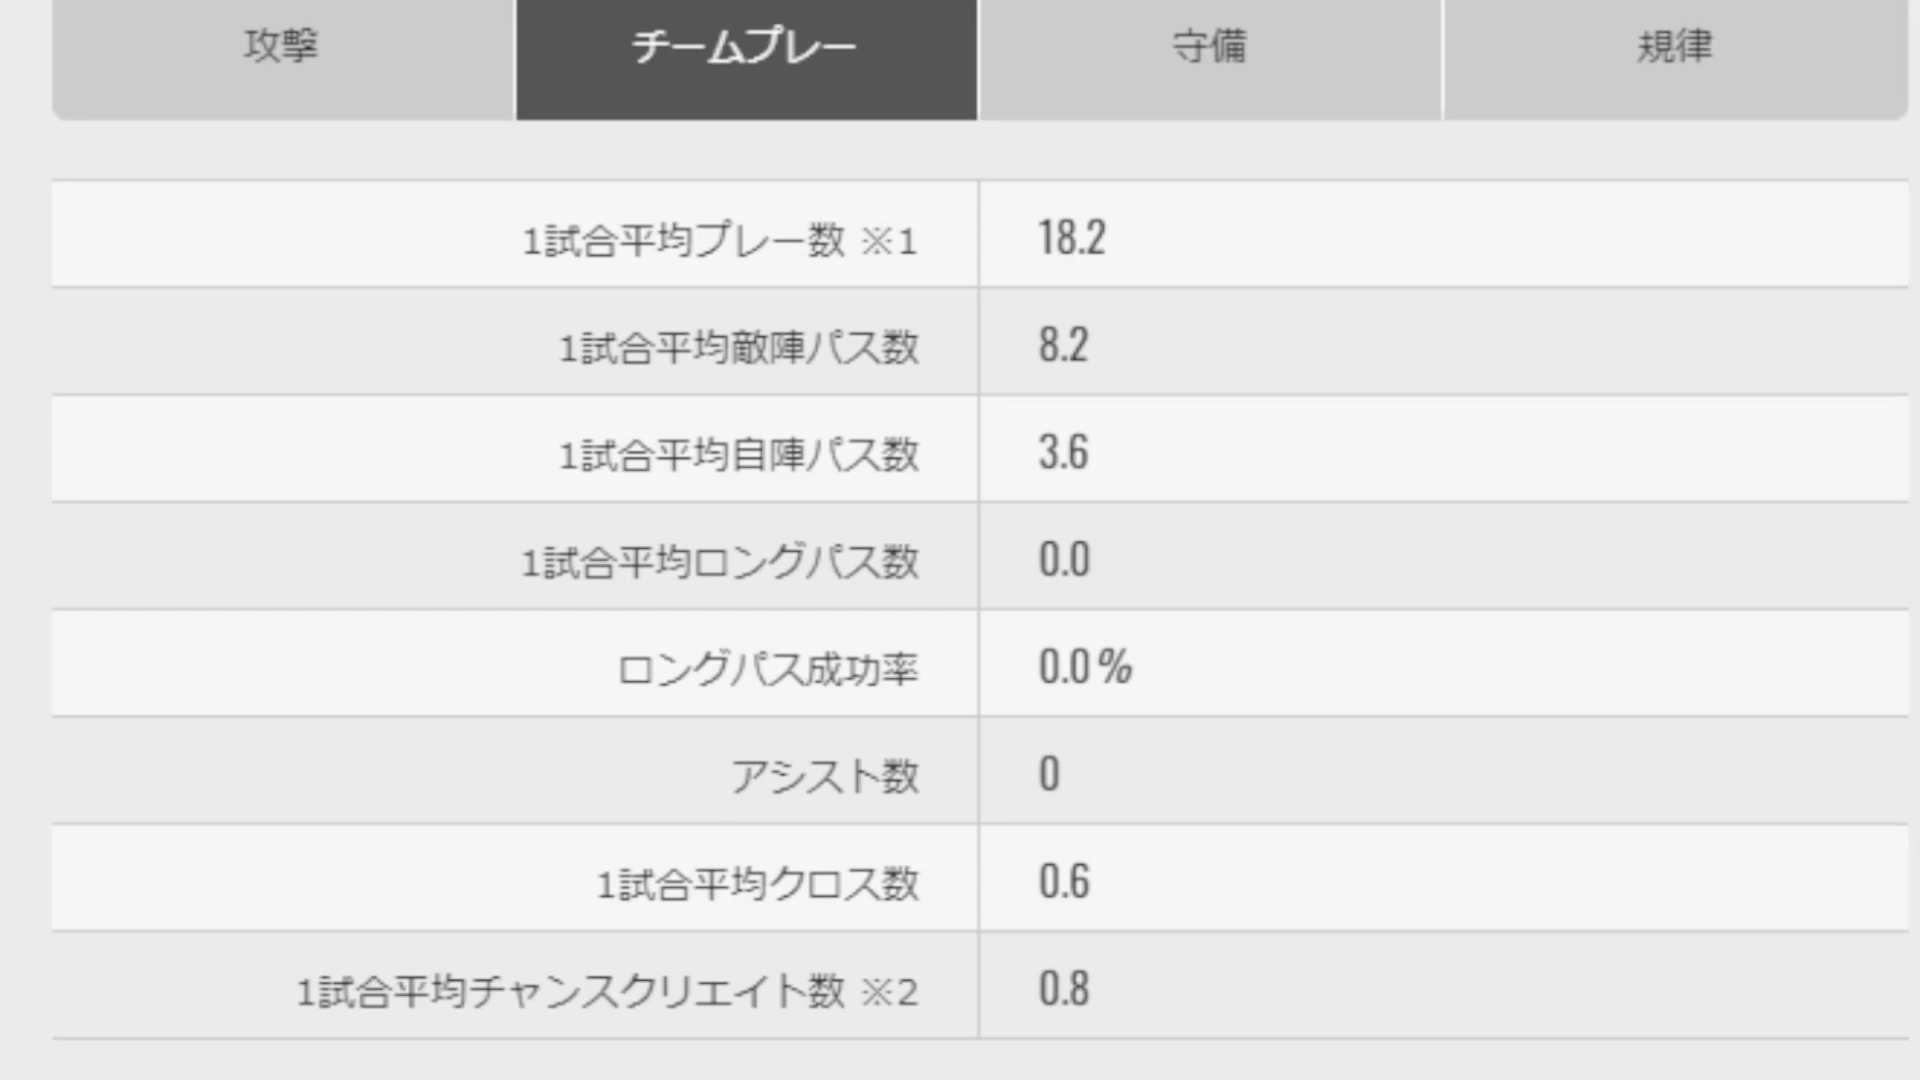 攻撃 チームプレー 守備 規律
1試合平均プレー数 ※1 18.2
1試合平均敵陣パス数 8.2
1試合平均自陣パス数 3.6
1試合平均ロングパス数 0.0
ロングパス成功率 0.0%
アシスト数 0
1試合平均クロス数 0.6
1試合平均チャンスクリエイト数 ※2 0.8